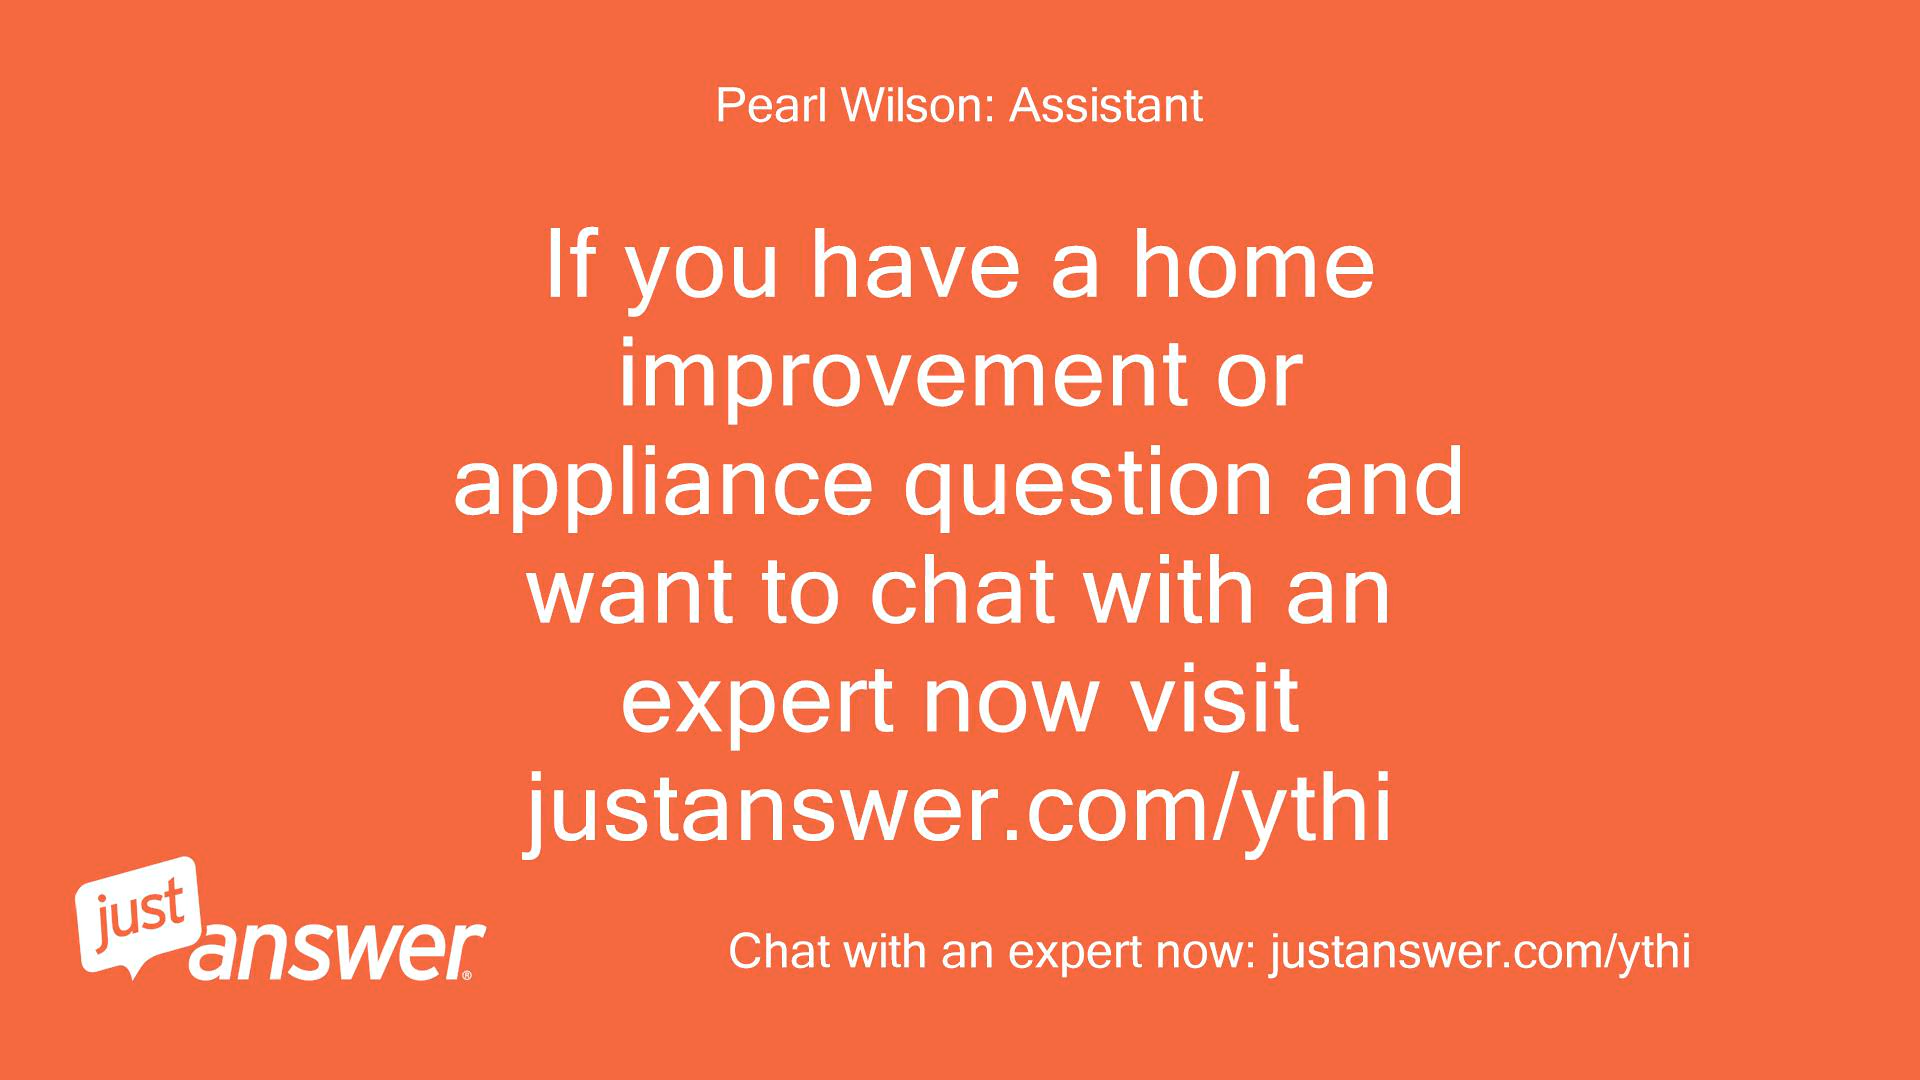 Pearl Wilson: Assistant
If you have a home
improvement or
appliance question and
want to chat with an
expert now visit
justanswer.com/ythi
just
answer®
Chat with an expert now: justanswer.com/ythi